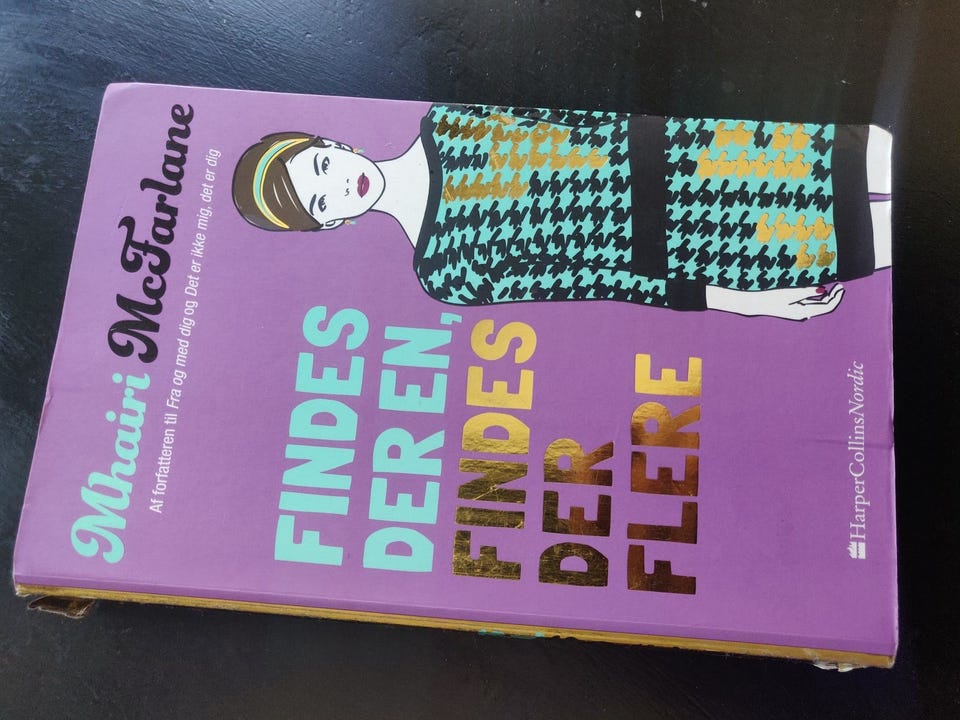 Mhairi McFarlane
Af forfatteren til Fra og med dig og Det er ikke mig, det er dig
FINDES
DER EN,
FINDES
DER
FLERE
HarperCollinsNordic